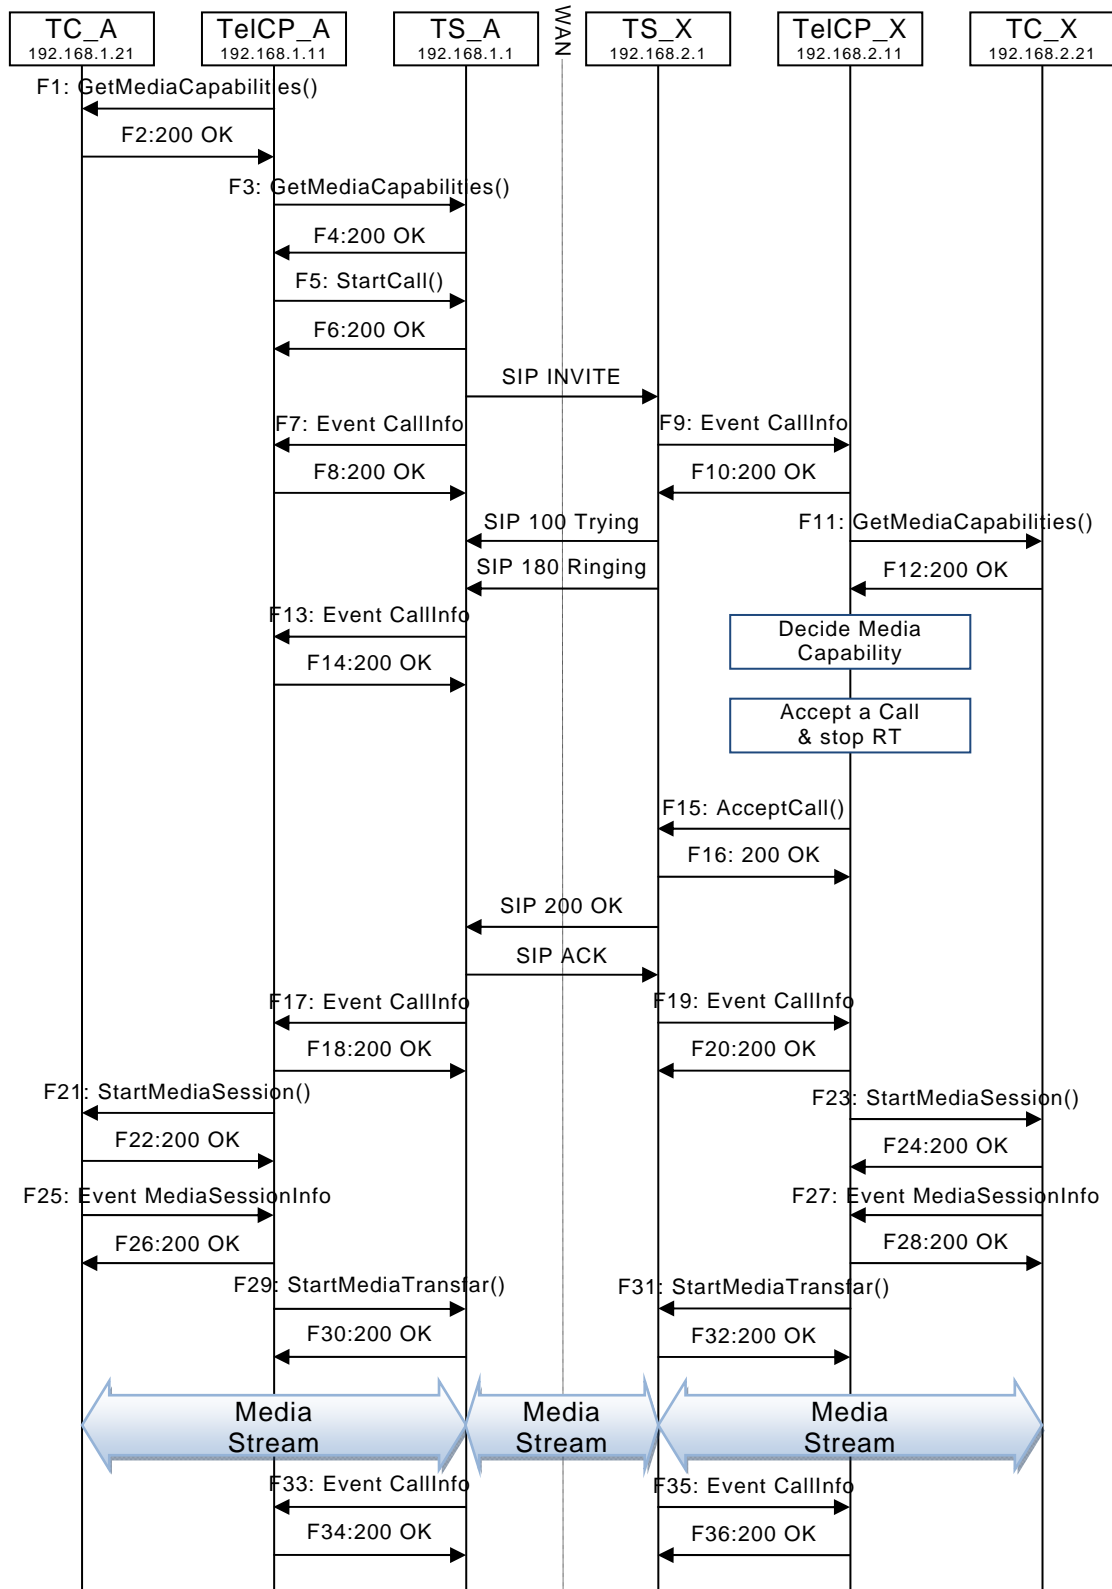 TC_A
192.168.1.21
TelCP_A
192.168.1.11
TS_A
192.168.1.1
WAN
TS_X
192.168.2.1
TelCP_X
192.168.2.11
TC_X
192.168.2.21
F1: GetMediaCapabilities()
F2:200 OK
F3: GetMediaCapabilities()
F4:200 OK
F5: StartCall()
F6:200 OK
SIP INVITE
F7: Event CallInfo
F9: Event CallInfo
F8:200 OK
F10:200 OK
SIP 100 Trying
F11: GetMediaCapabilities()
SIP 180 Ringing
F12:200 OK
F13: Event CallInfo
Decide Media
Capability
F14:200 OK
Accept a Call
& stop RT
F15: AcceptCall()
F16: 200 OK
SIP 200 OK
SIP ACK
F17: Event CallInfo
F19: Event CallInfo
F18:200 OK
F20:200 OK
F21: StartMediaSession()
F23: StartMediaSession()
F22:200 OK
F24:200 OK
F25: Event MediaSessionInfo
F27: Event MediaSessionInfo
F26:200 OK
F28:200 OK
F29: StartMediaTransfar()
F31: StartMediaTransfar()
F30:200 OK
F32:200 OK
Media
Stream
Media
Stream
Media
Stream
F33: Event CallInfo
F35: Event CallInfo
F34:200 OK
F36:200 OK